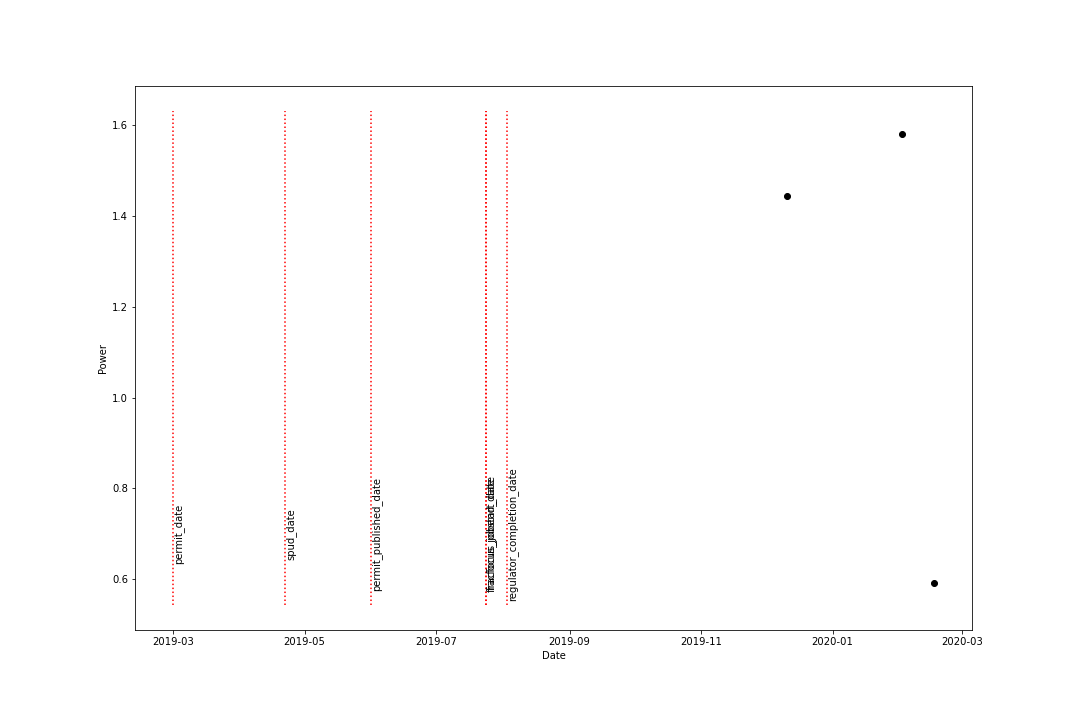 1.6
1.4
1.2
1.0
0.8
0.6
Power
permit_date
spud_date
permit_published_date
regulator_completion_date
2019-03
2019-05
2019-07
2019-09
2019-11
2020-01
2020-03
Date